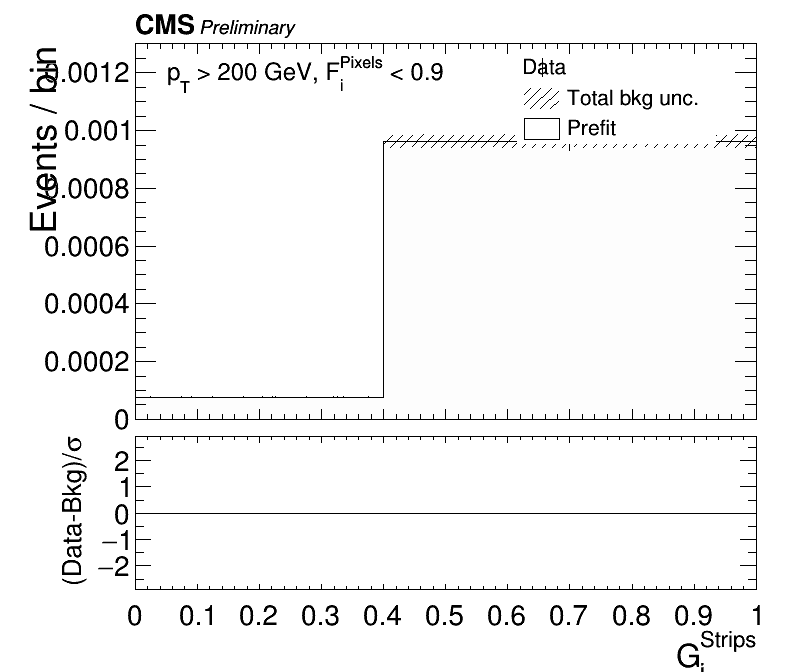 CMS Preliminary
p_T > 200 GeV, F_i^Pixels < 0.9
Data
Total bkg unc.
Prefit
Events / bin
0.0012
0.001
0.0008
0.0006
0.0004
0.0002
0
(Data-Bkg)/σ
2
1
0
−1
−2
0 0.1 0.2 0.3 0.4 0.5 0.6 0.7 0.8 0.9 1
G_i^Strips